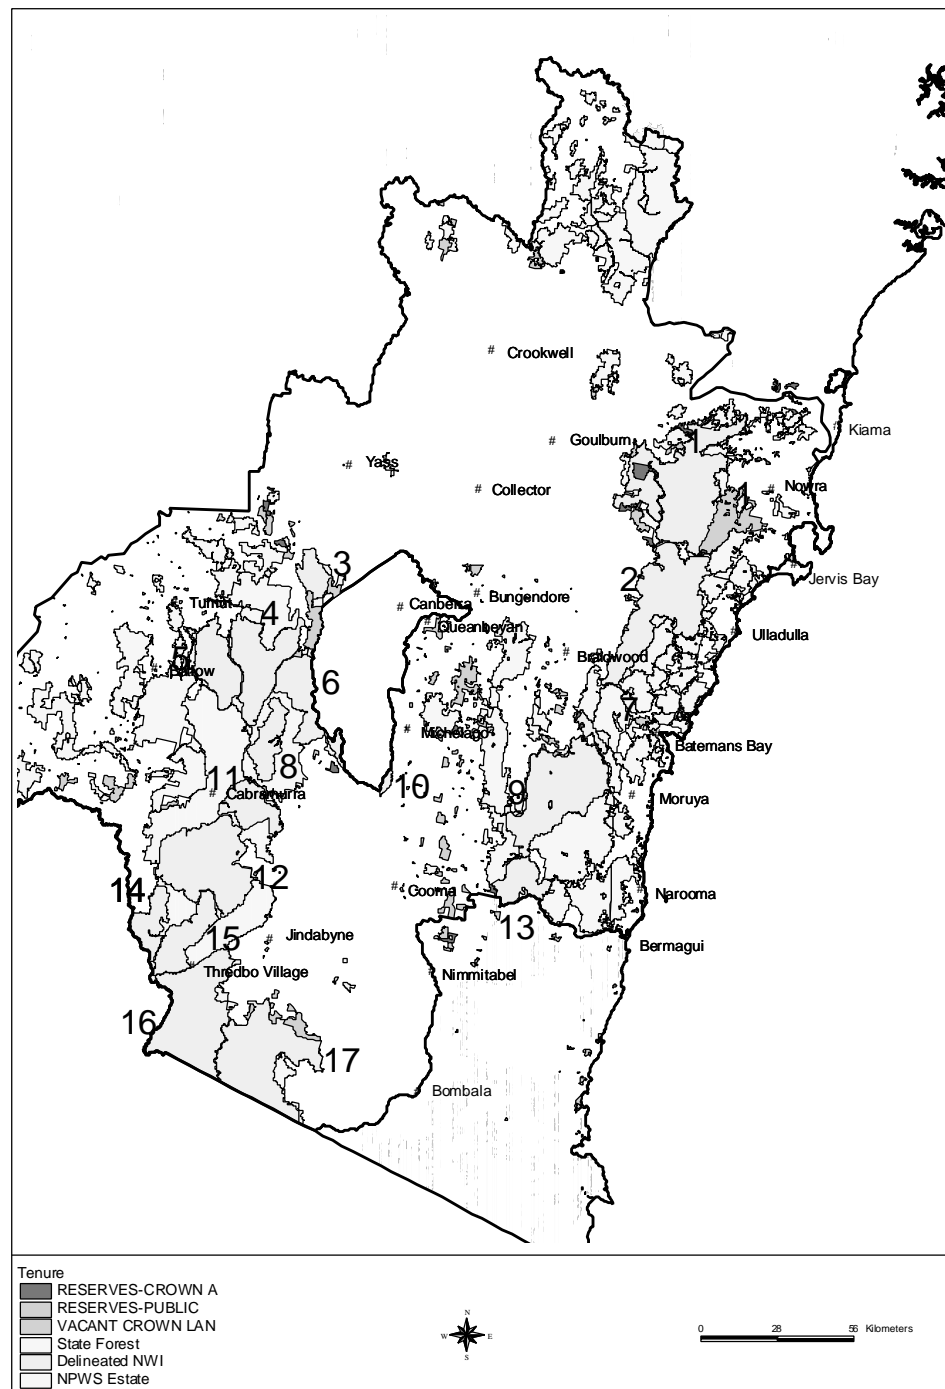 Crookwell
Kiama
Goulburn
1
Yass
Collector
Nowra
1
3
2
Jervis Bay
Tumut
4
Canberra
Bungendore
Queanbeyan
Ulladulla
5
Braidwood
6
7
Michelago
Batemans Bay
8
11
10
9
Cabramurra
Moruya
12
14
Cooma
Narooma
13
15
Jindabyne
Bermagui
Thredbo Village
Nimmitabel
16
17
Bombala
Tenure
RESERVES-CROWN A
RESERVES-PUBLIC
VACANT CROWN LAN
State Forest
Delineated NWI
NPWS Estate
N
W E
S
0 28 56 Kilometers